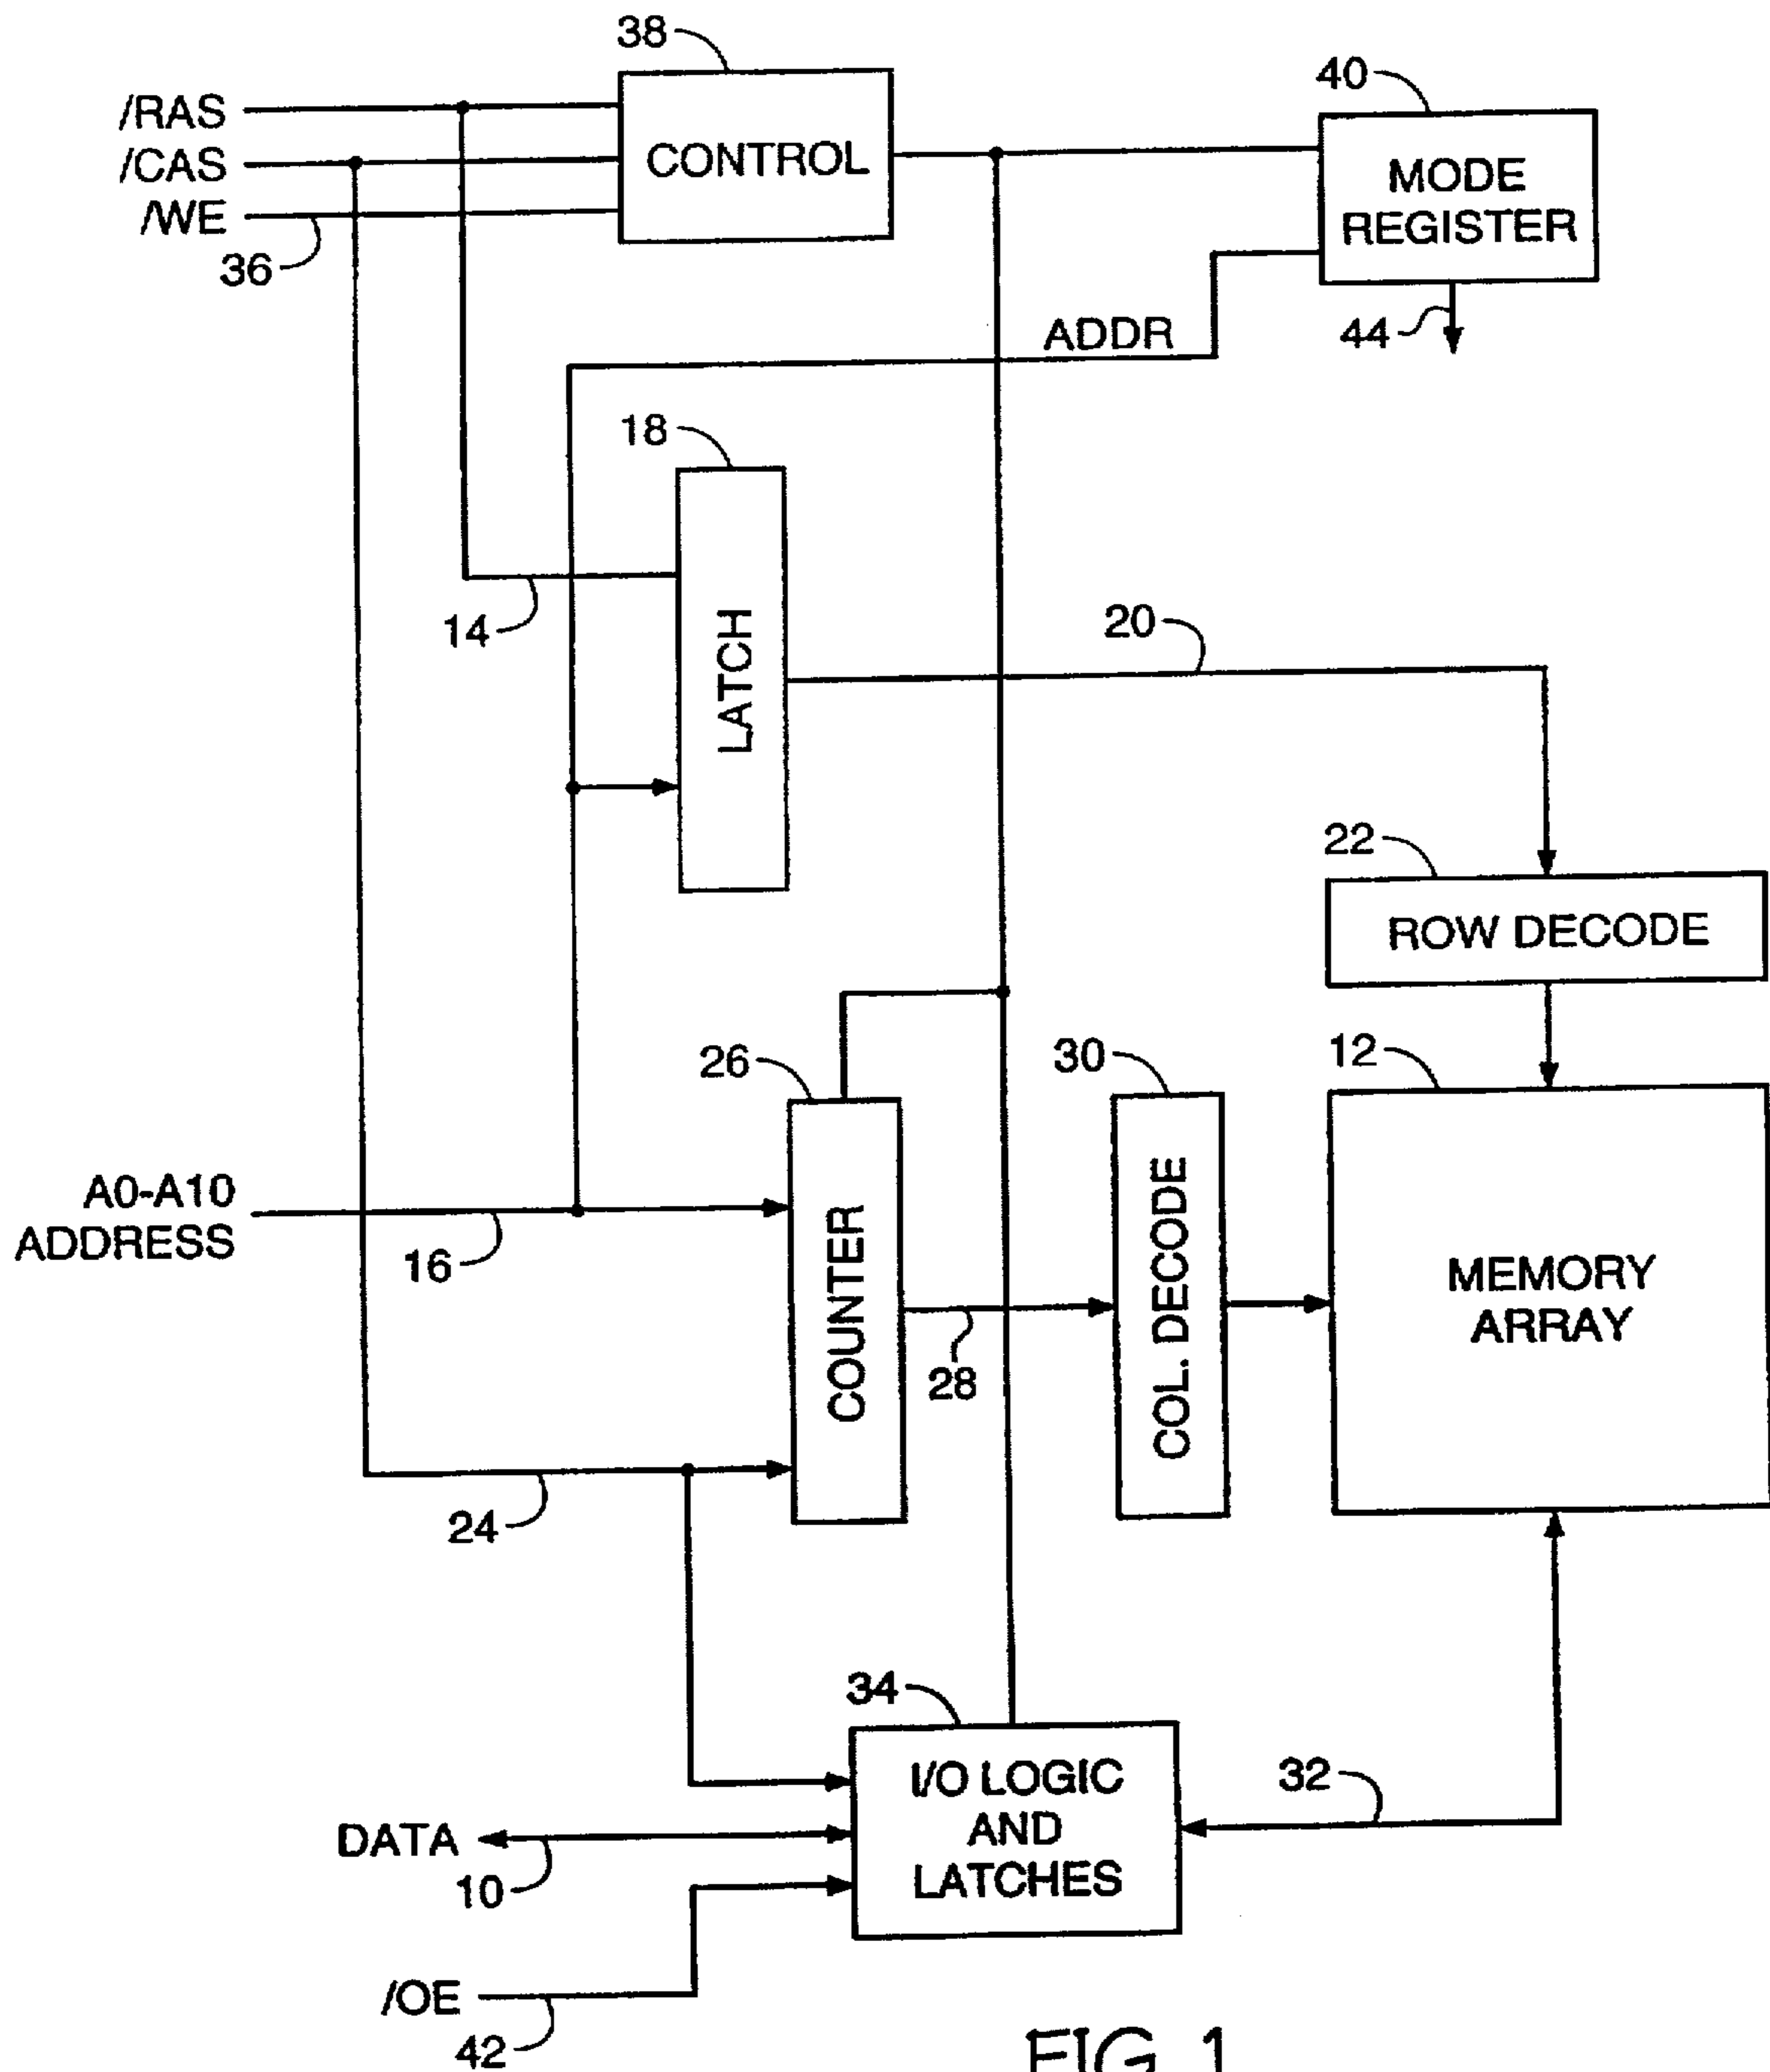 38
40
/RAS
/CAS
/WE
36
CONTROL
MODE
REGISTER
ADDR
44
18
14
LATCH
20
22
ROW DECODE
26
30
12
A0-A10
ADDRESS
16
COUNTER
28
COL. DECODE
MEMORY
ARRAY
24
34
I/O LOGIC
AND
LATCHES
32
DATA
10
/OE
42
FIG. 1